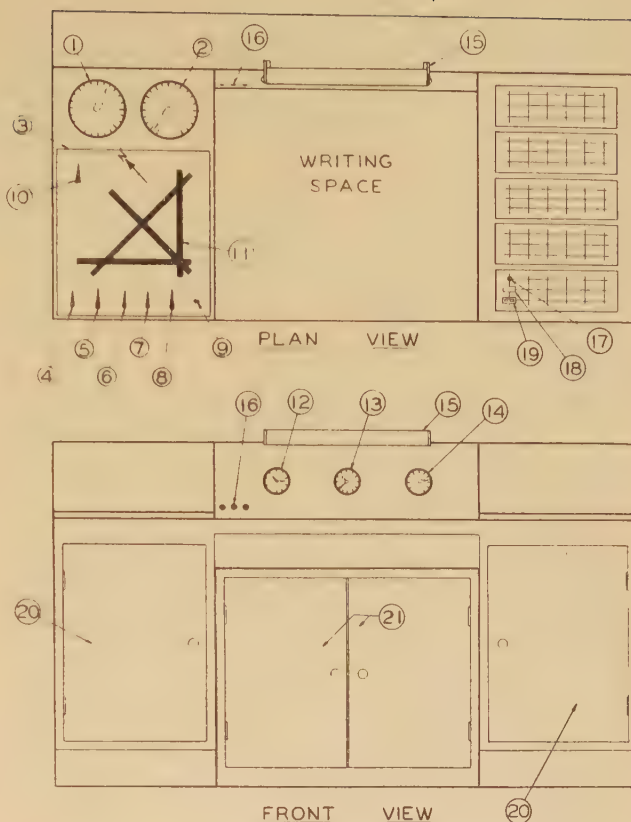 ① ② ⑯ ⑮
③
N
WRITING
SPACE
⑩
11
⑤ ⑦ ⑨ ⑰
④ ⑥ ⑧ ⑲ ⑱
PLAN VIEW
⑯ ⑫ ⑬ ⑮ ⑭
⑳ ㉑
⑳
FRONT VIEW